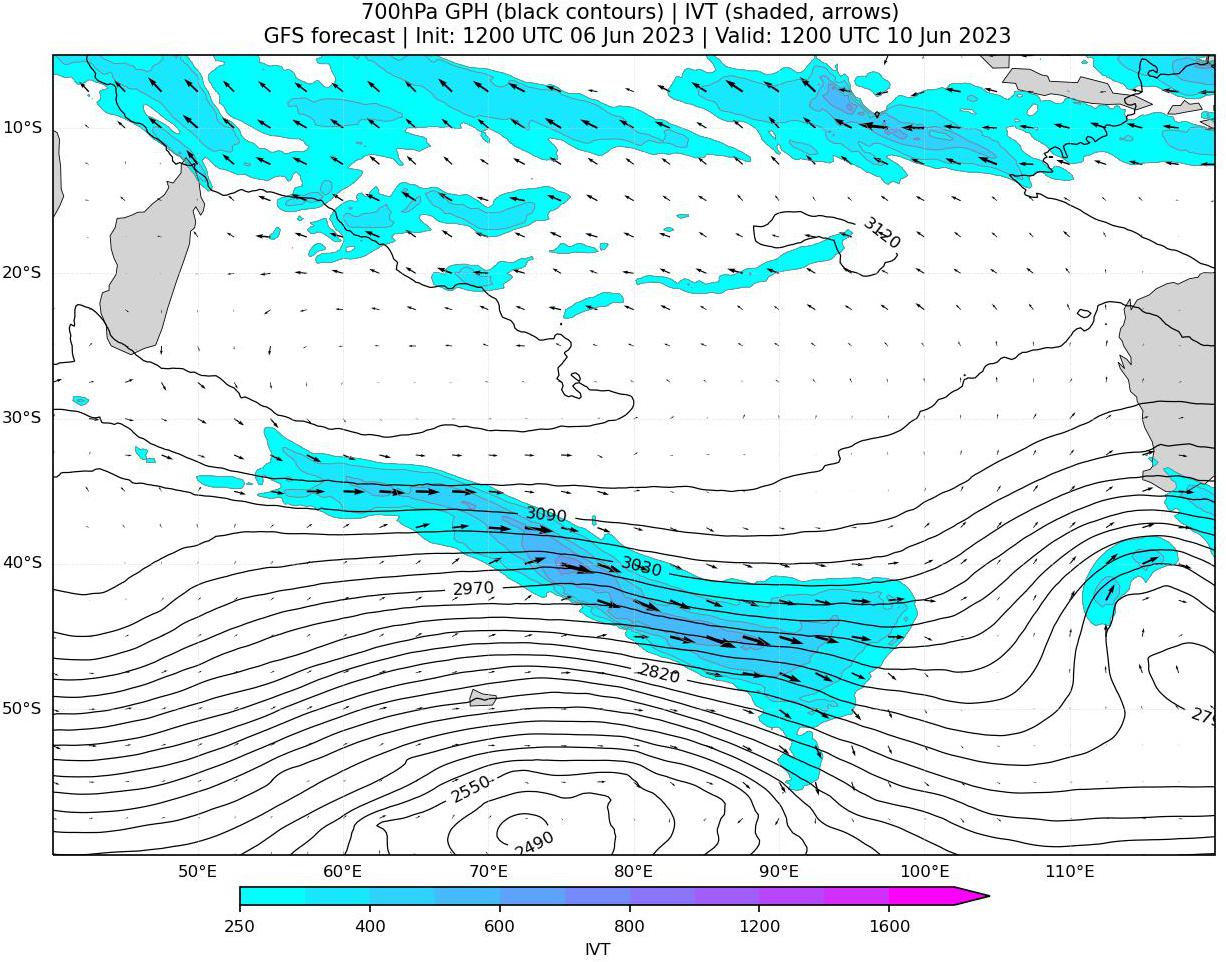 700hPa GPH (black contours) | IVT (shaded, arrows)
GFS forecast | Init: 1200 UTC 06 Jun 2023 | Valid: 1200 UTC 10 Jun 2023
10°S
3120
20°S
30°S
3090
40°S
3030
2970
2820
50°S
2550
2490
50°E 60°E 70°E 80°E 90°E 100°E 110°E
250 400 600 800 1200 1600
IVT